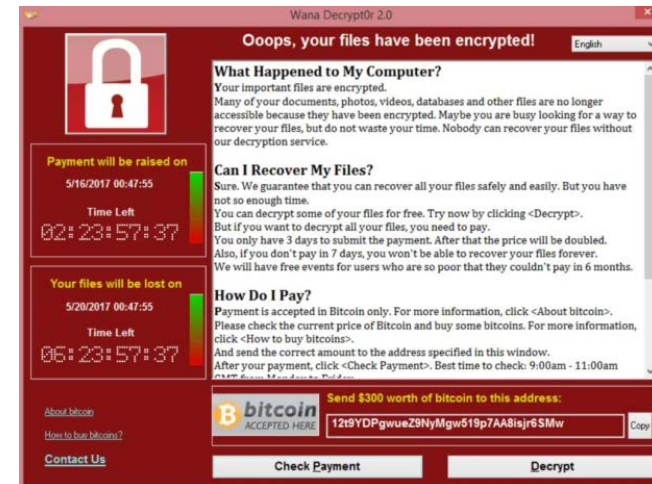 Wana Decrypt0r 2.0
Ooops, your files have been encrypted!
English
What Happened to My Computer?
Your important files are encrypted.
Many of your documents, photos, videos, databases and other files are no longer
accessible because they have been encrypted. Maybe you are busy looking for a way to
recover your files, but do not waste your time. Nobody can recover your files without
our decryption service.
Can I Recover My Files?
Sure. We guarantee that you can recover all your files safely and easily. But you have
not so enough time.
You can decrypt some of your files for free. Try now by clicking <Decrypt>.
But if you want to decrypt all your files, you need to pay.
You only have 3 days to submit the payment. After that the price will be doubled.
Also, if you don't pay in 7 days, you won't be able to recover your files forever.
We will have free events for users who are so poor that they couldn't pay in 6 months.
How Do I Pay?
Payment is accepted in Bitcoin only. For more information, click <About bitcoin>.
Please check the current price of Bitcoin and buy some bitcoins. For more information,
click <How to buy bitcoins>.
And send the correct amount to the address specified in this window.
After your payment, click <Check Payment>. Best time to check: 9:00am - 11:00am
GMT from Monday to Friday
Payment will be raised on
5/16/2017 00:47:55
Time Left
02:23:57:37
Your files will be lost on
5/20/2017 00:47:55
Time Left
06:23:57:37
About bitcoin
How to buy bitcoins?
Contact Us
bitcoin
ACCEPTED HERE
Send $300 worth of bitcoin to this address:
12t9YDPgwueZ9NyMgw519p7AA8isjr6SMw
Copy
Check Payment
Decrypt